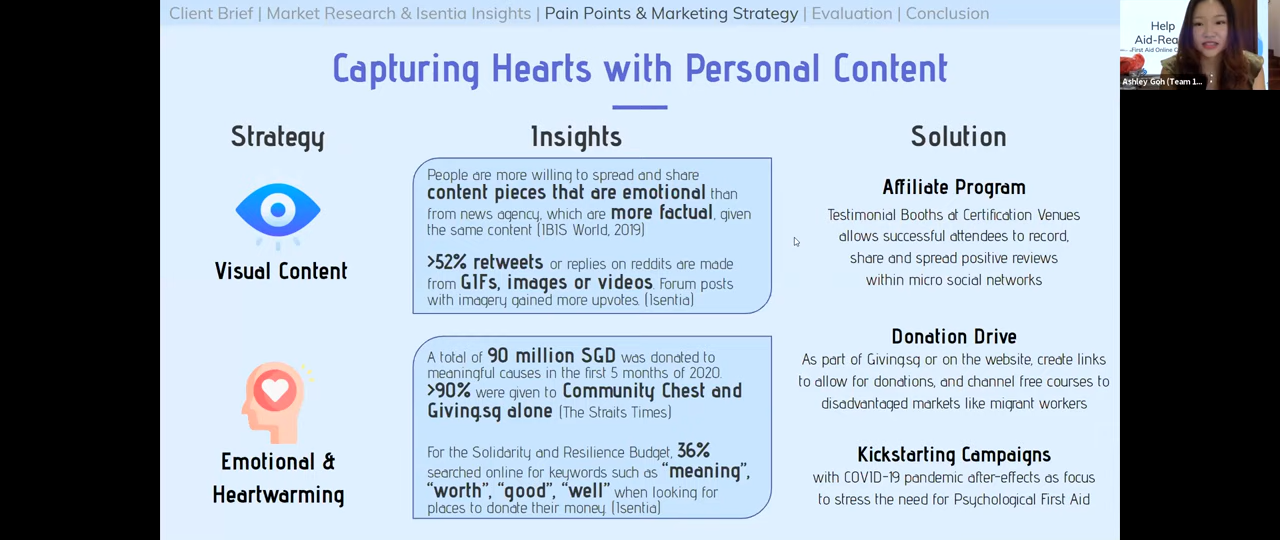 Client Brief | Market Research & Isentia Insights | Pain Points & Marketing Strategy | Evaluation | Conclusion
Capturing Hearts with Personal Content
Strategy
Visual Content
Emotional &
Heartwarming
Insights
People are more willing to spread and share
content pieces that are emotional than
from news agency, which are more factual, given
the same content (IBIS World, 2019)
>52% retweets or replies on reddits are made
from GIFs, images or videos. Forum posts
with imagery gained more upvotes. (Isentia)
A total of 90 million SGD was donated to
meaningful causes in the first 5 months of 2020.
>90% were given to Community Chest and
Giving.sg alone (The Straits Times)
For the Solidarity and Resilience Budget, 36%
searched online for keywords such as “meaning”,
“worth”, “good”, “well” when looking for
places to donate their money. (Isentia)
Solution
Affiliate Program
Testimonial Booths at Certification Venues
allows successful attendees to record,
share and spread positive reviews
within micro social networks
Donation Drive
As part of Giving.sg or on the website, create links
to allow for donations, and channel free courses to
disadvantaged markets like migrant workers
Kickstarting Campaigns
with COVID-19 pandemic after-effects as focus
to stress the need for Psychological First Aid
Help
Aid-Rea
First Aid Online C
Ashley Goh (Team 1...